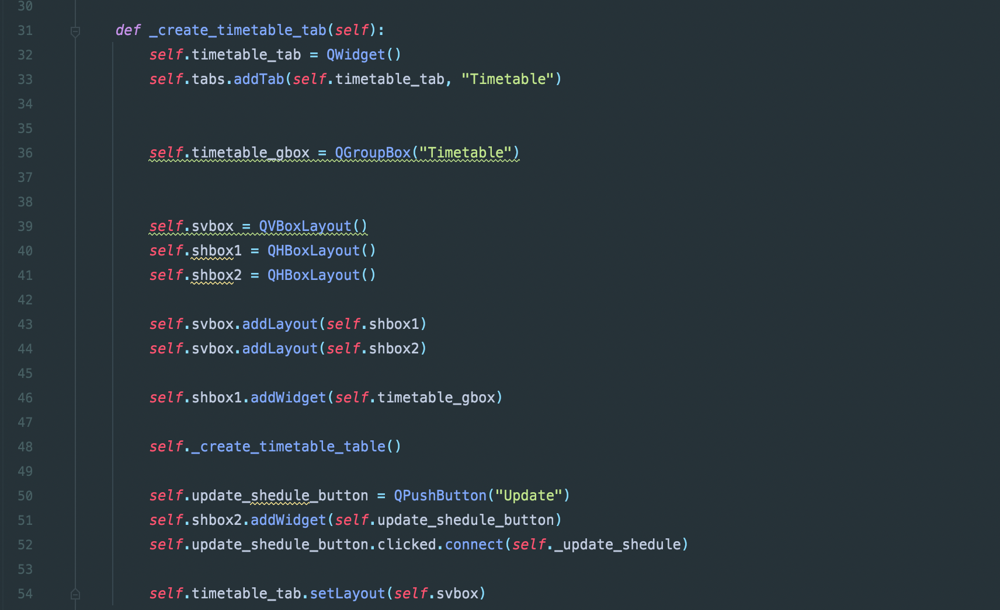 30
31 def _create_timetable_tab(self):
32 self.timetable_tab = QWidget()
33 self.tabs.addTab(self.timetable_tab, "Timetable")
34
35
36 self.timetable_gbox = QGroupBox("Timetable")
37
38
39 self.svbox = QVBoxLayout()
40 self.shbox1 = QHBoxLayout()
41 self.shbox2 = QHBoxLayout()
42
43 self.svbox.addLayout(self.shbox1)
44 self.svbox.addLayout(self.shbox2)
45
46 self.shbox1.addWidget(self.timetable_gbox)
47
48 self._create_timetable_table()
49
50 self.update_shedule_button = QPushButton("Update")
51 self.shbox2.addWidget(self.update_shedule_button)
52 self.update_shedule_button.clicked.connect(self._update_shedule)
53
54 self.timetable_tab.setLayout(self.svbox)